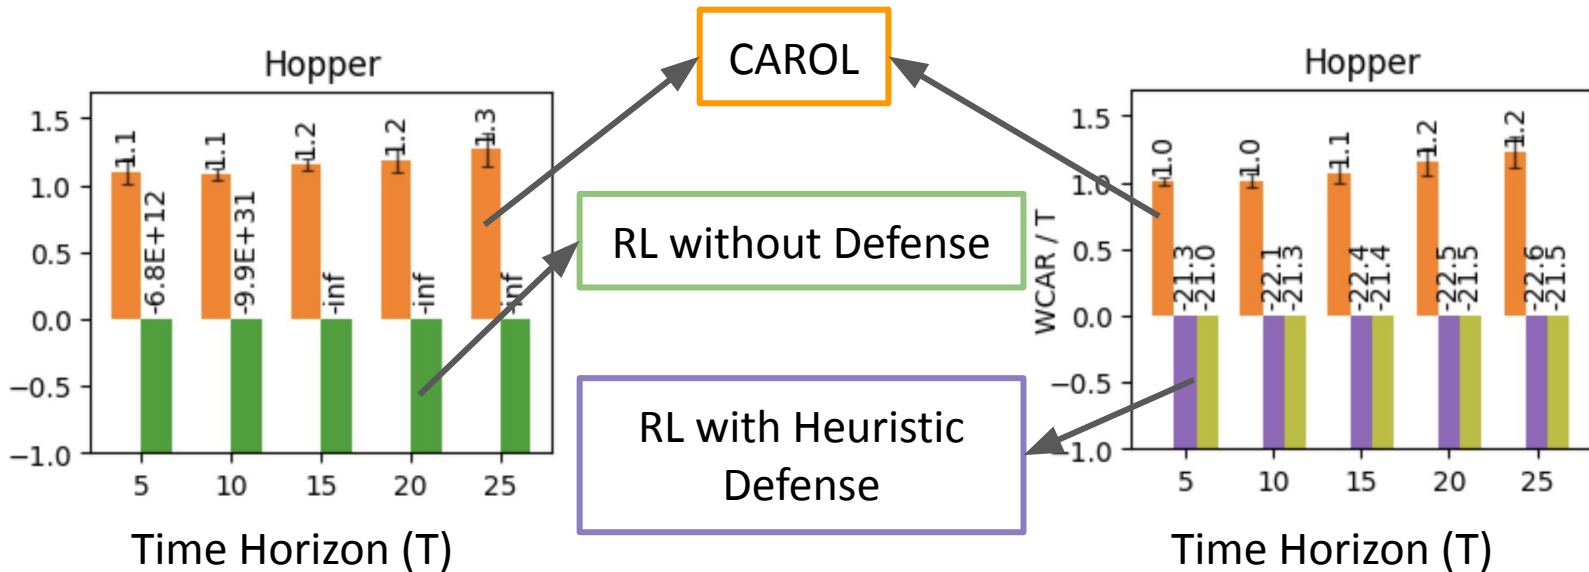 CAROL
Hopper
1.5
1.0
0.5
0.0
−0.5
−1.0
1.1
1.1
1.2
1.2
1.3
-6.8E+12
-9.9E+31
-inf
-inf
-inf
5 10 15 20 25
Time Horizon (T)
RL without Defense
RL with Heuristic
Defense
Hopper
WCAR / T
1.5
1.0
0.5
0.0
−0.5
−1.0
1.0
1.0
1.1
1.2
1.2
-21.3
-21.0
-22.1
-21.3
-22.4
-21.4
-22.5
-21.5
-22.6
-21.5
5 10 15 20 25
Time Horizon (T)